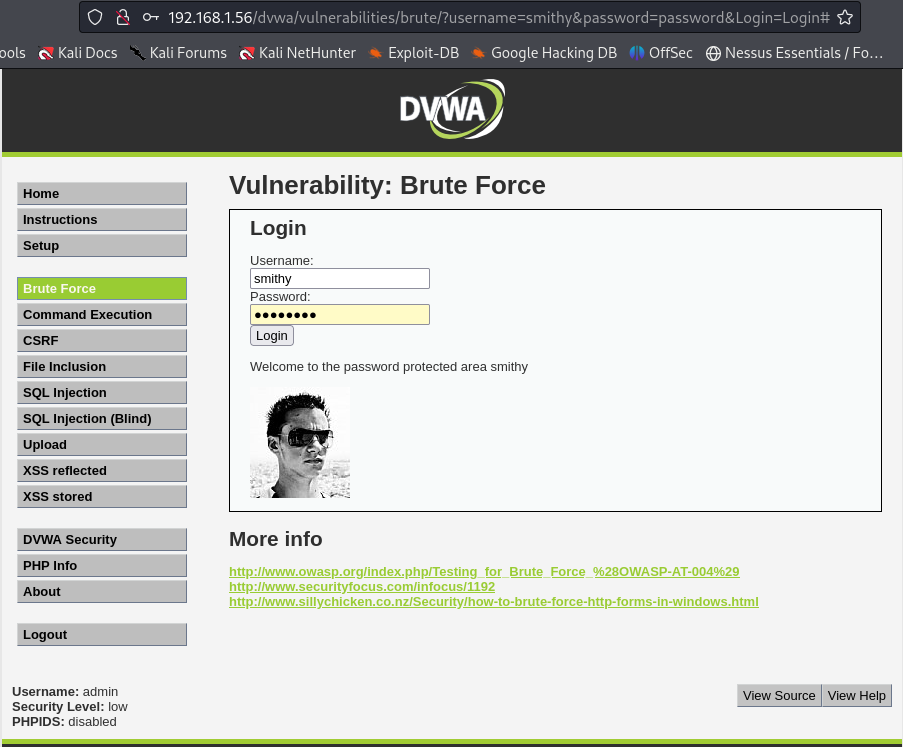 192.168.1.56/dvwa/vulnerabilities/brute/?username=smithy&password=password&Login=Login#
ools Kali Docs Kali Forums Kali NetHunter Exploit-DB Google Hacking DB OffSec Nessus Essentials / Fo…
DVWA
Home
Instructions
Setup
Brute Force
Command Execution
CSRF
File Inclusion
SQL Injection
SQL Injection (Blind)
Upload
XSS reflected
XSS stored
DVWA Security
PHP Info
About
Logout
Vulnerability: Brute Force
Login
Username:
smithy
Password:
●●●●●●●●
Login
Welcome to the password protected area smithy
More info
http://www.owasp.org/index.php/Testing_for_Brute_Force_%28OWASP-AT-004%29
http://www.securityfocus.com/infocus/1192
http://www.sillychicken.co.nz/Security/how-to-brute-force-http-forms-in-windows.html
Username: admin
Security Level: low
PHPIDS: disabled
View Source View Help